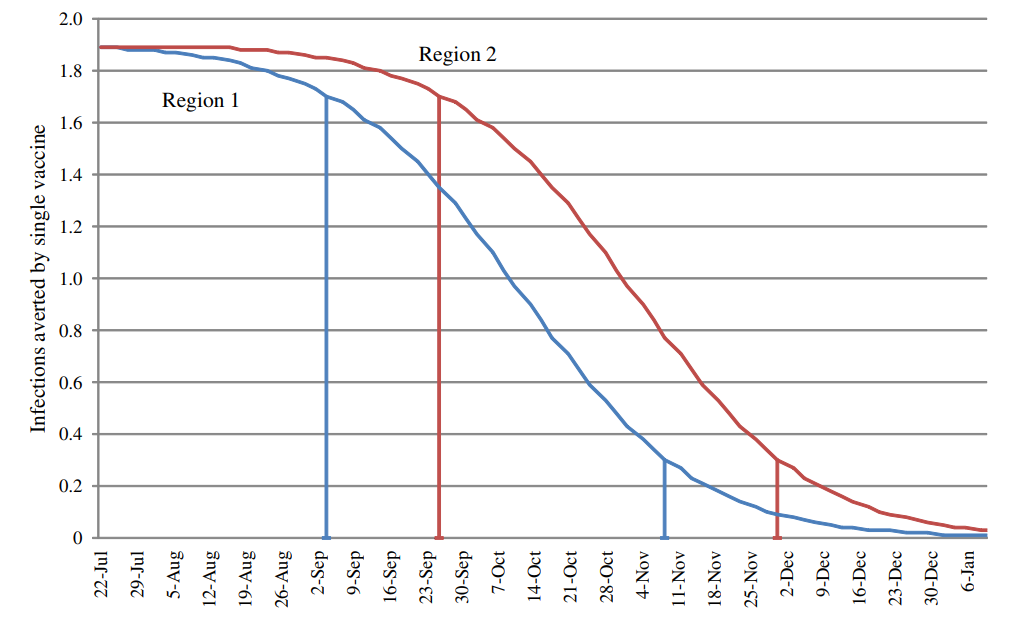 2.0
Region 2
1.8
Region 1
1.6
1.4
1.2
1.0
0.8
0.6
0.4
0.2
0
Infections averted by single vaccine
22-Jul
29-Jul
5-Aug
12-Aug
19-Aug
26-Aug
2-Sep
9-Sep
16-Sep
23-Sep
30-Sep
7-Oct
14-Oct
21-Oct
28-Oct
4-Nov
11-Nov
18-Nov
25-Nov
2-Dec
9-Dec
16-Dec
23-Dec
30-Dec
6-Jan